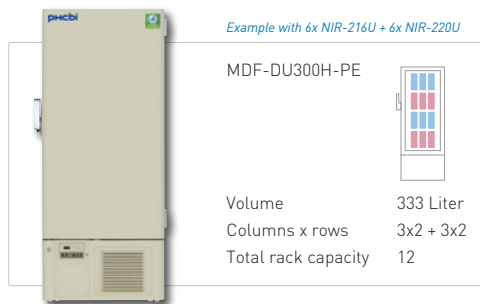 PHCbi
Example with 6x NIR-216U + 6x NIR-220U
MDF-DU300H-PE
Volume 333 Liter
Columns x rows 3x2 + 3x2
Total rack capacity 12